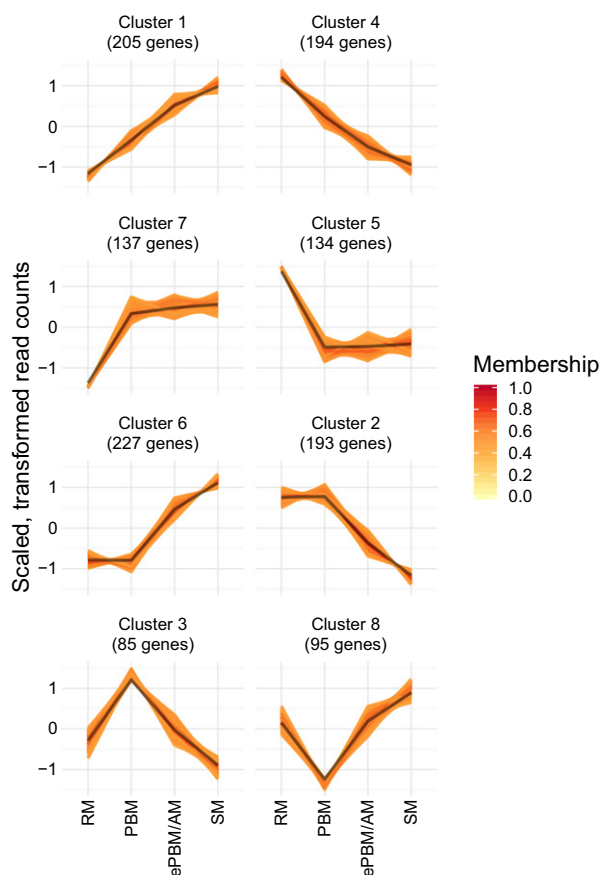 Cluster 1
(205 genes)
Cluster 4
(194 genes)
1
0
−1
Cluster 7
(137 genes)
Cluster 5
(134 genes)
1
0
−1
Cluster 6
(227 genes)
Cluster 2
(193 genes)
1
0
−1
Cluster 3
(85 genes)
Cluster 8
(95 genes)
1
0
−1
RM
PBM
ePBM/AM
SM
RM
PBM
ePBM/AM
SM
Scaled, transformed read counts
Membership
1.0
0.8
0.6
0.4
0.2
0.0